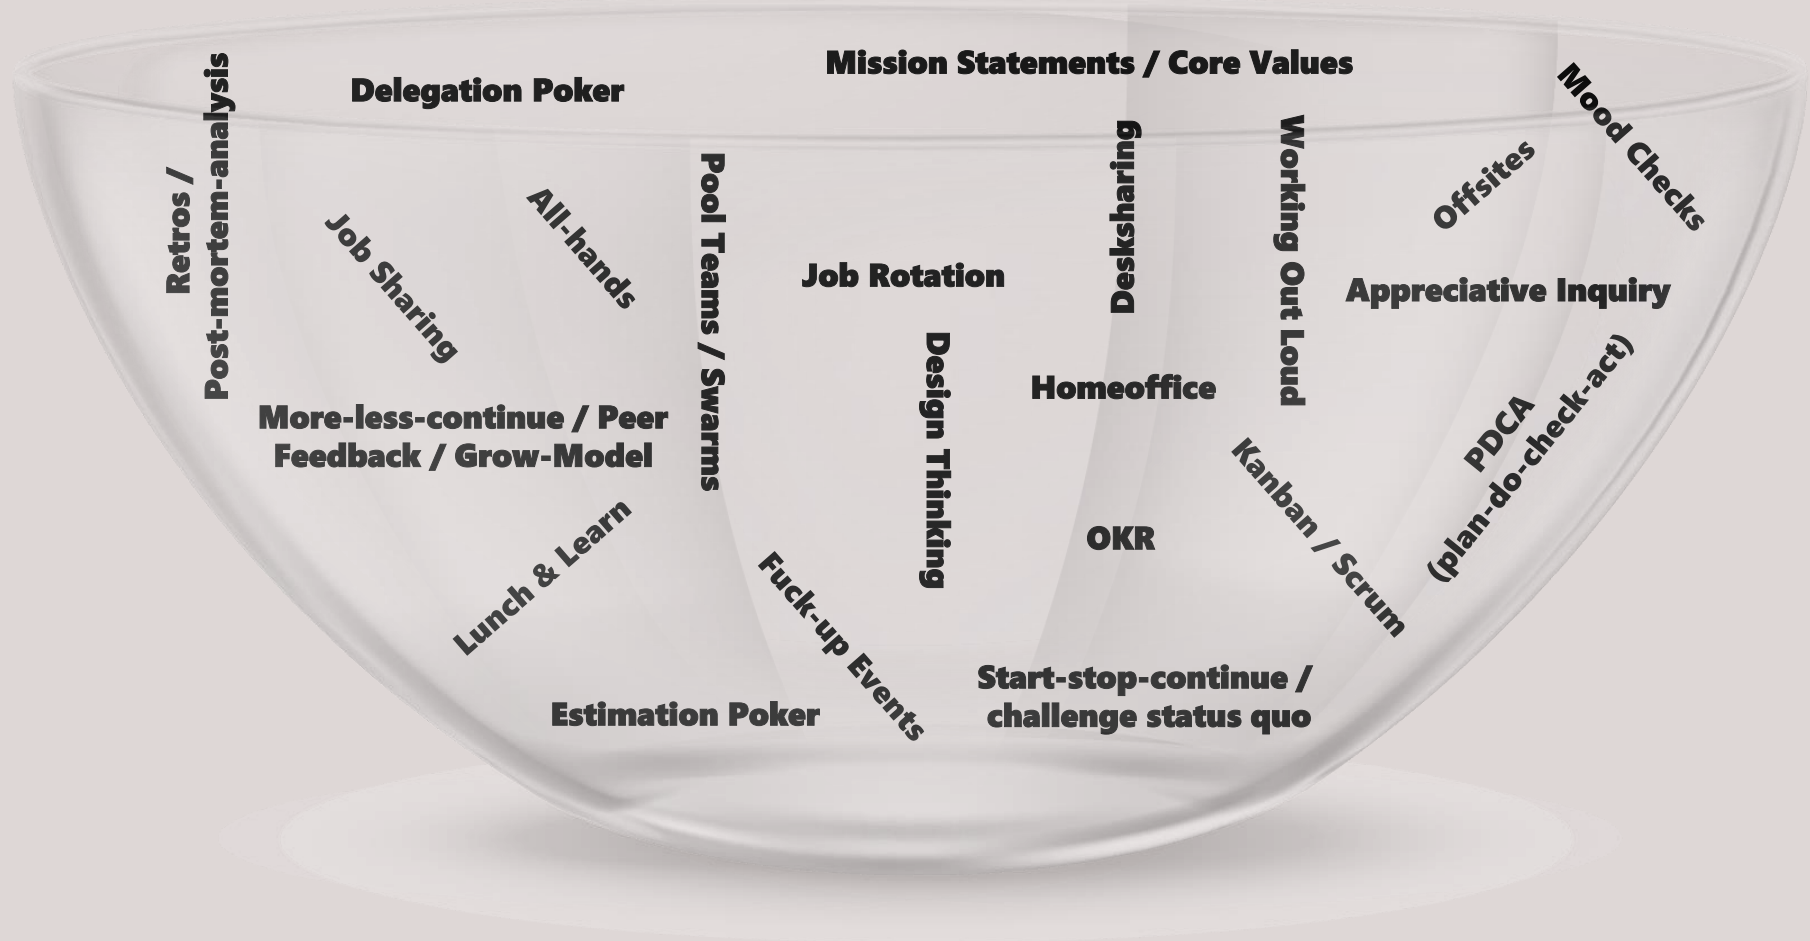 Mission Statements / Core Values
Delegation Poker
Mood Checks
Retros /
Post-mortem-analysis
Job Sharing
All-hands
Pool Teams / Swarms
Job Rotation
Desksharing
Working Out Loud
Offsites
Appreciative Inquiry
Design Thinking
Homeoffice
PDCA
(plan-do-check-act)
More-less-continue / Peer
Feedback / Grow-Model
Kanban / Scrum
OKR
Lunch & Learn
Fuck-up Events
Start-stop-continue /
challenge status quo
Estimation Poker